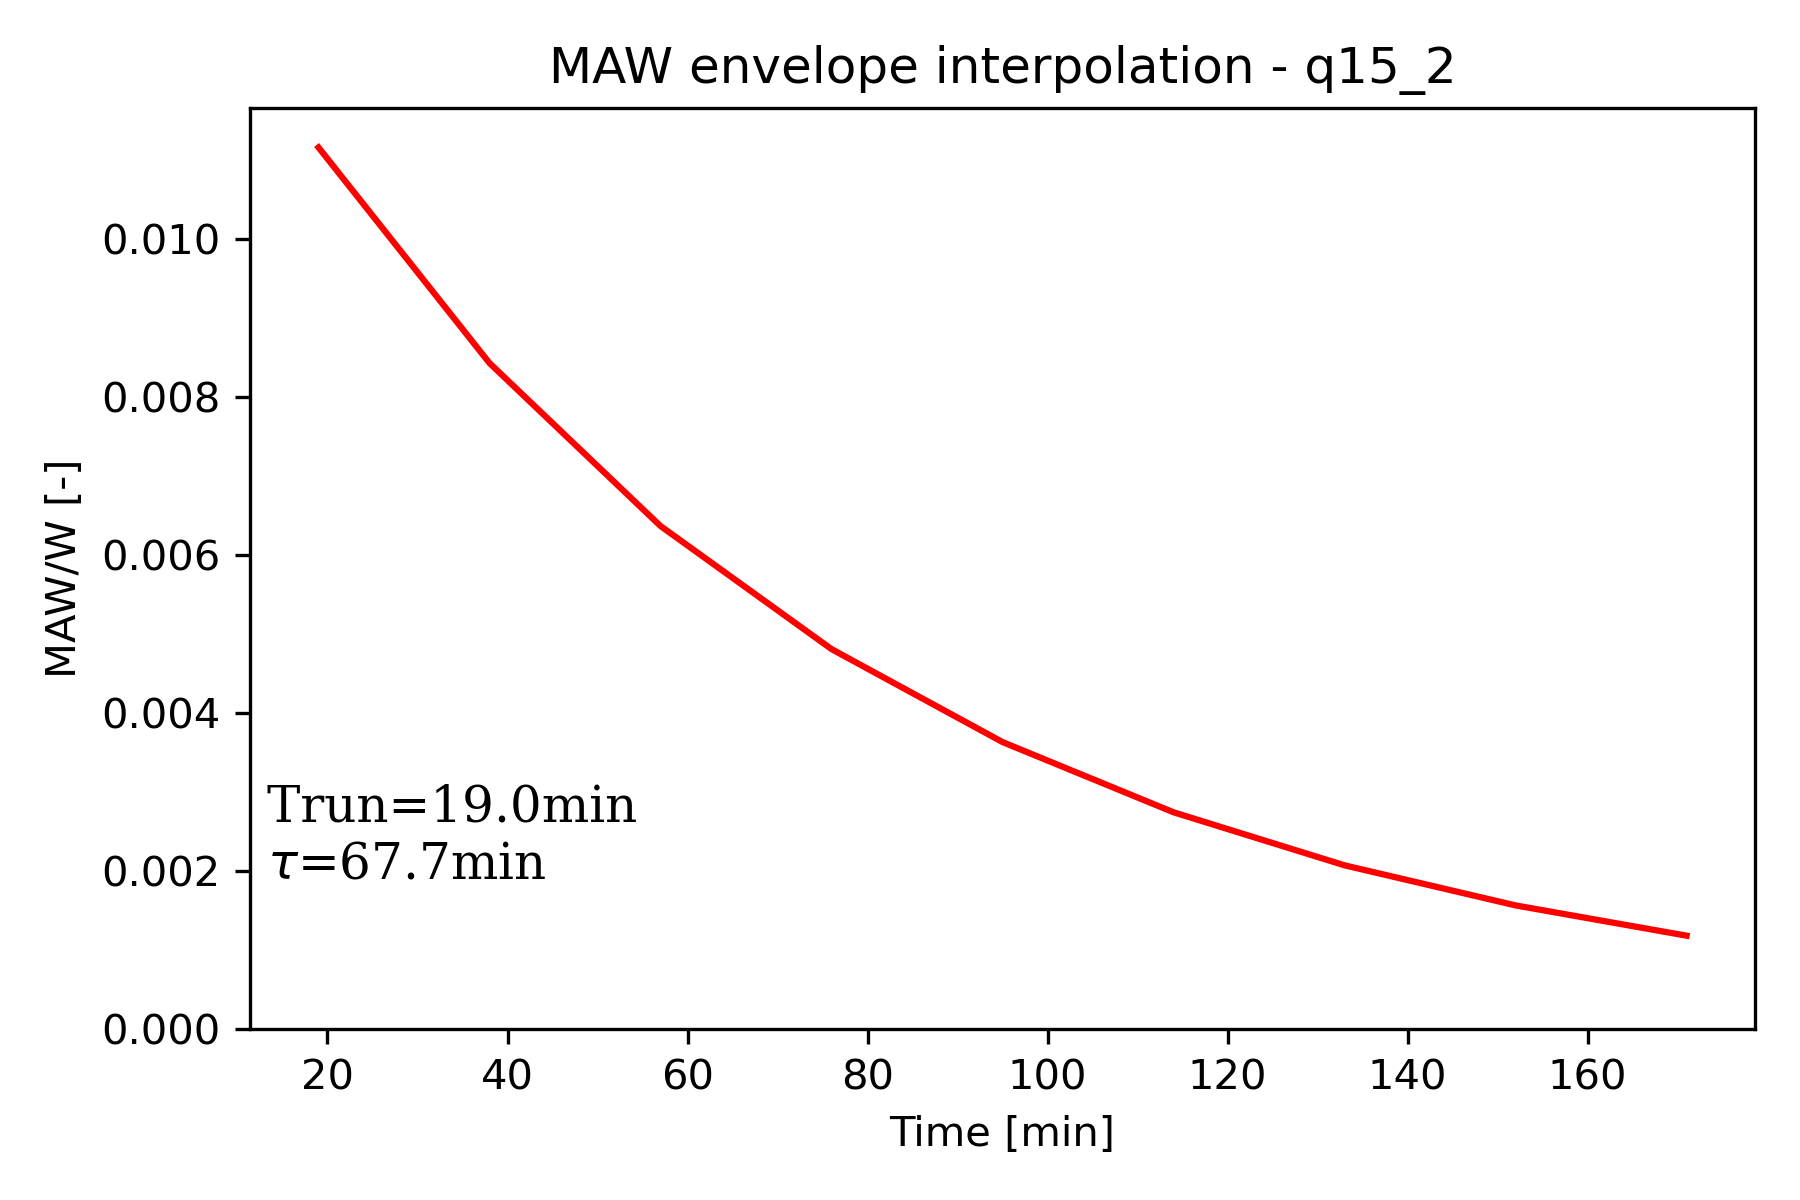 MAW envelope interpolation - q15_2
MAW/W [-]
0.010
0.008
0.006
0.004
0.002
0.000
Trun=19.0min
τ=67.7min
20 40 60 80 100 120 140 160
Time [min]